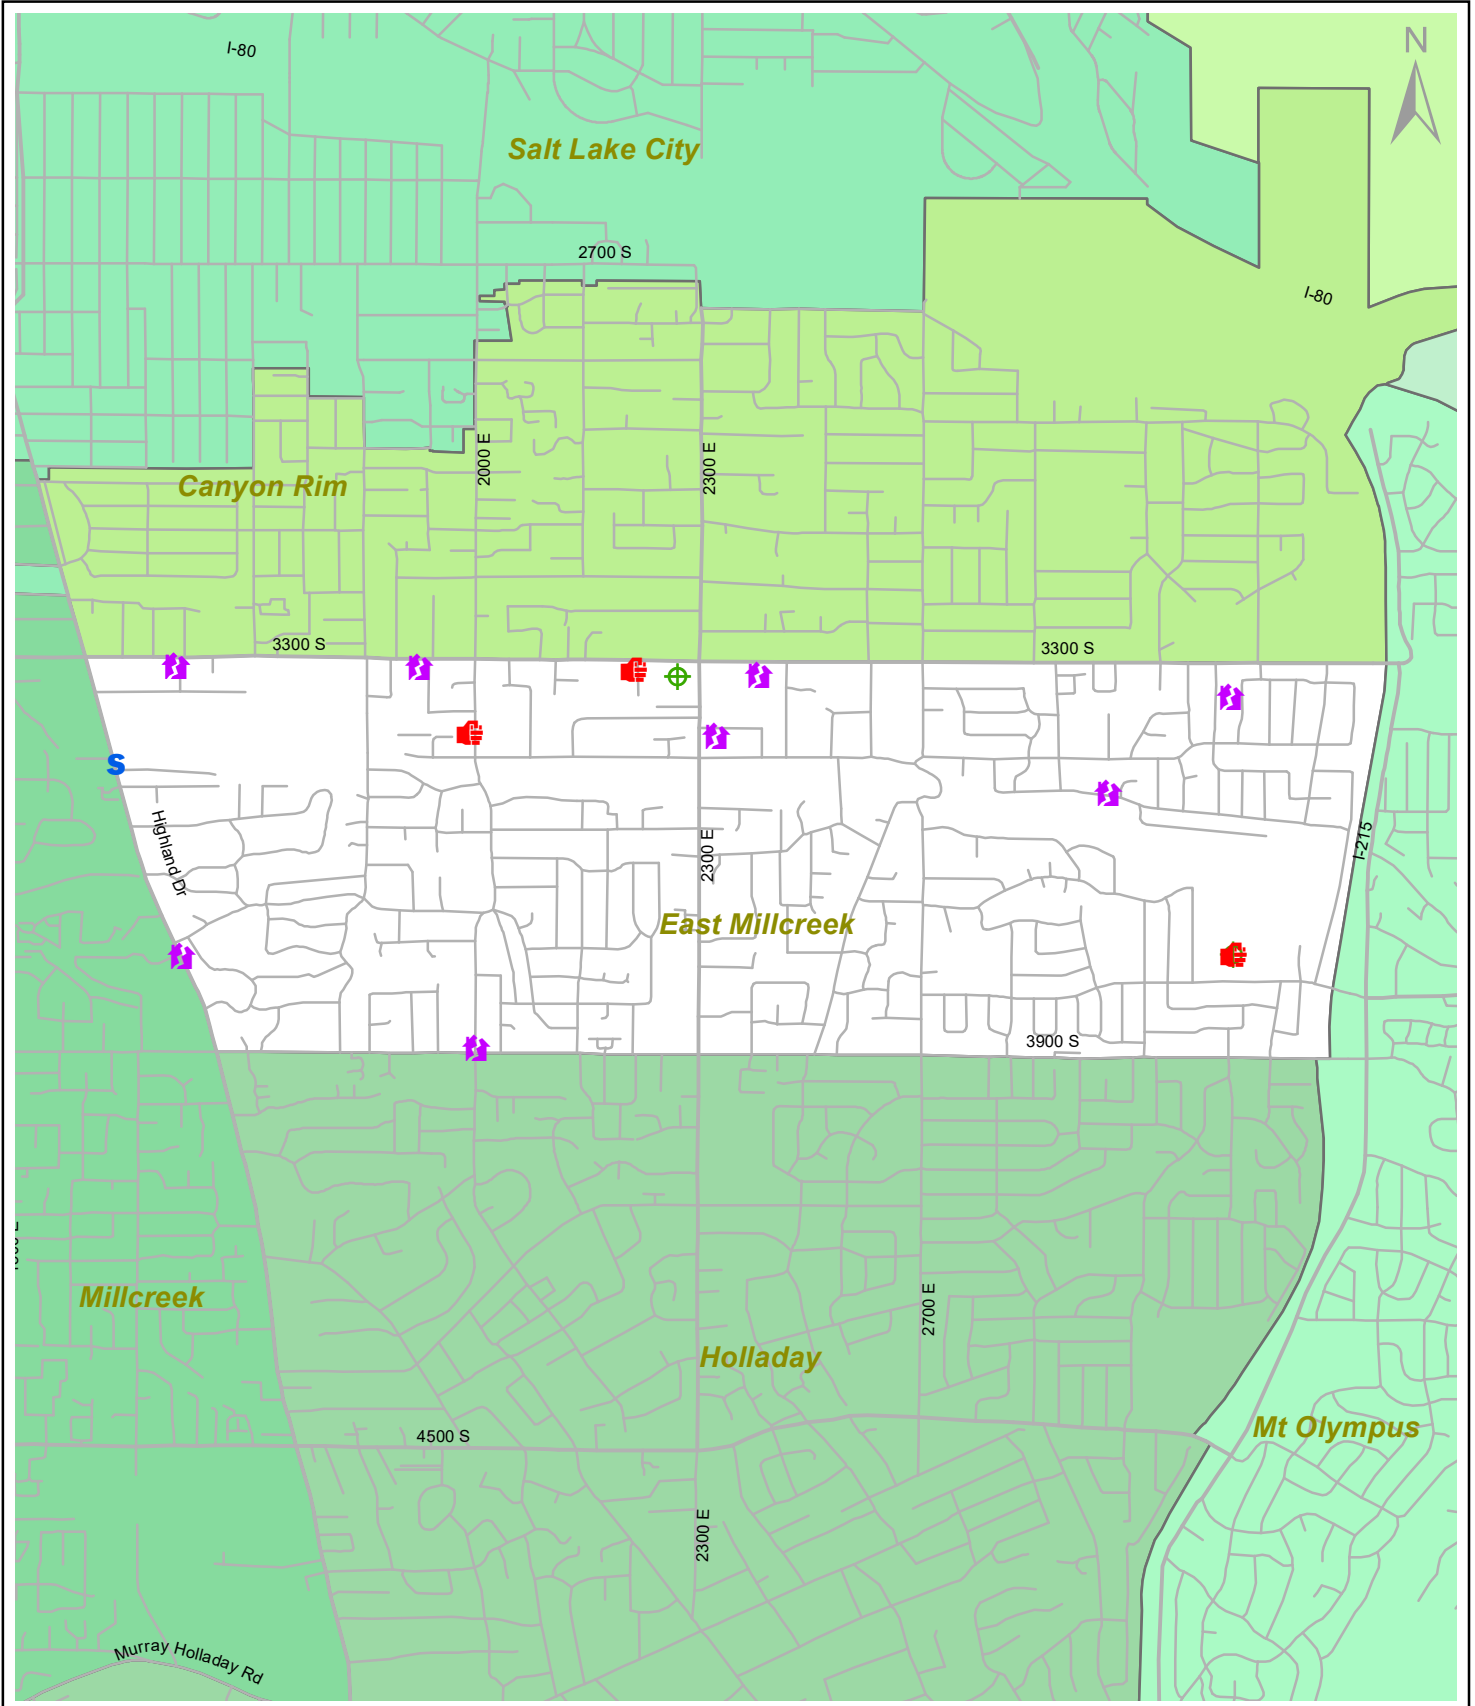 I-80
N
Salt Lake City
2700 S
I-80
2000 E
2300 E
Canyon Rim
3300 S
3300 S
S
Highland Dr
2300 E
I-215
East Millcreek
3900 S
Millcreek
2700 E
Holladay
4500 S
Mt Olympus
2300 E
Murray Holladay Rd